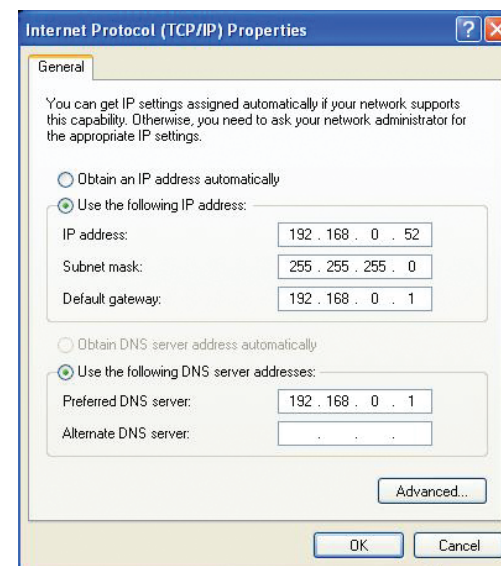 Internet Protocol (TCP/IP) Properties
General
You can get IP settings assigned automatically if your network supports
this capability. Otherwise, you need to ask your network administrator for
the appropriate IP settings.
Obtain an IP address automatically
Use the following IP address:
IP address: 192 . 168 . 0 . 52
Subnet mask: 255 . 255 . 255 . 0
Default gateway: 192 . 168 . 0 . 1
Obtain DNS server address automatically
Use the following DNS server addresses:
Preferred DNS server: 192 . 168 . 0 . 1
Alternate DNS server: . . .
Advanced...
OK Cancel